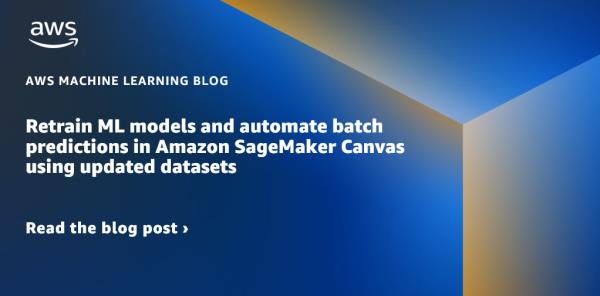 aws
AWS MACHINE LEARNING BLOG
Retrain ML models and automate batch
predictions in Amazon SageMaker Canvas
using updated datasets
Read the blog post ›